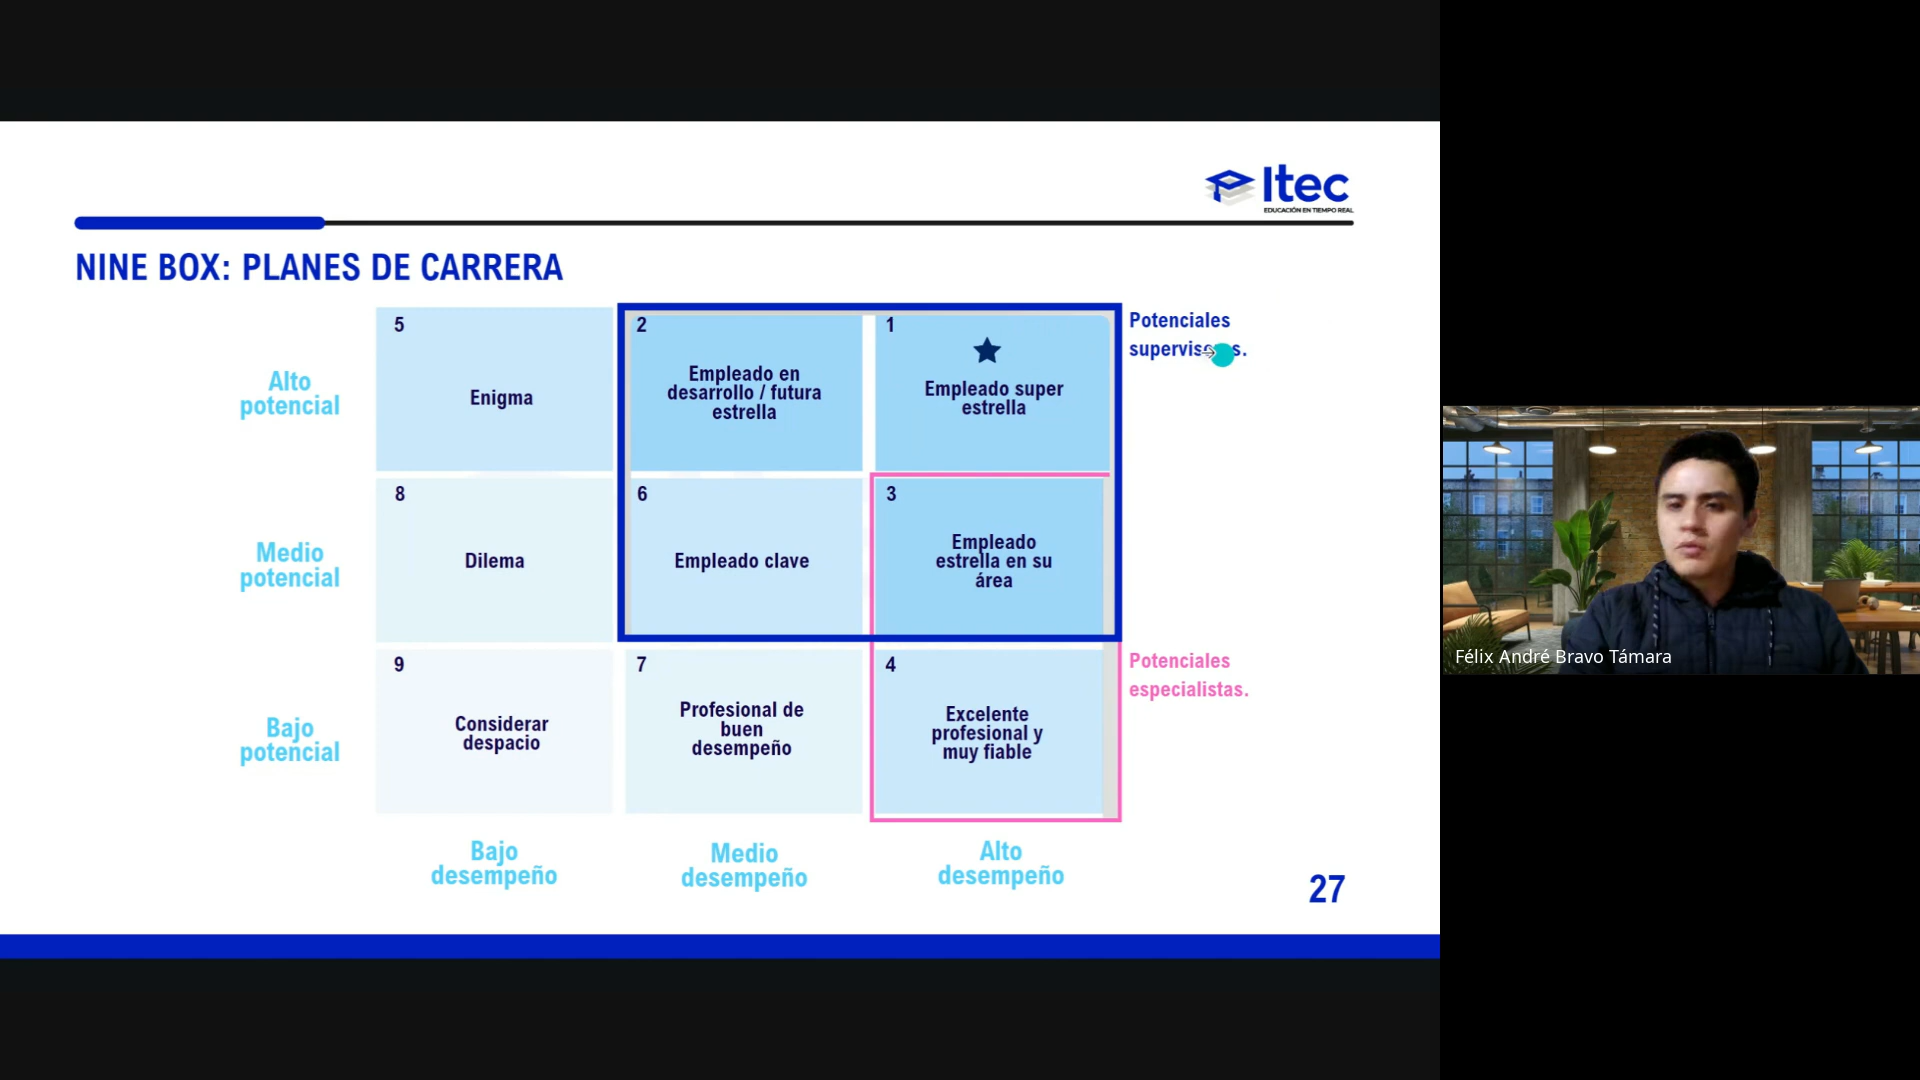 Itec
EDUCACIÓN EN TIEMPO REAL
NINE BOX: PLANES DE CARRERA
Alto
potencial
5
Enigma
2
Empleado en
desarrollo / futura
estrella
1
Empleado super
estrella
Potenciales
Medio
potencial
8
Dilema
6
Empleado clave
3
Empleado
estrella en su
área
Bajo
potencial
9
Considerar
despacio
7
Profesional de
buen
desempeño
4
Excelente
profesional y
muy fiable
Potenciales
especialistas.
Bajo
desempeño
Medio
desempeño
Alto
desempeño
27
Félix André Bravo Támara